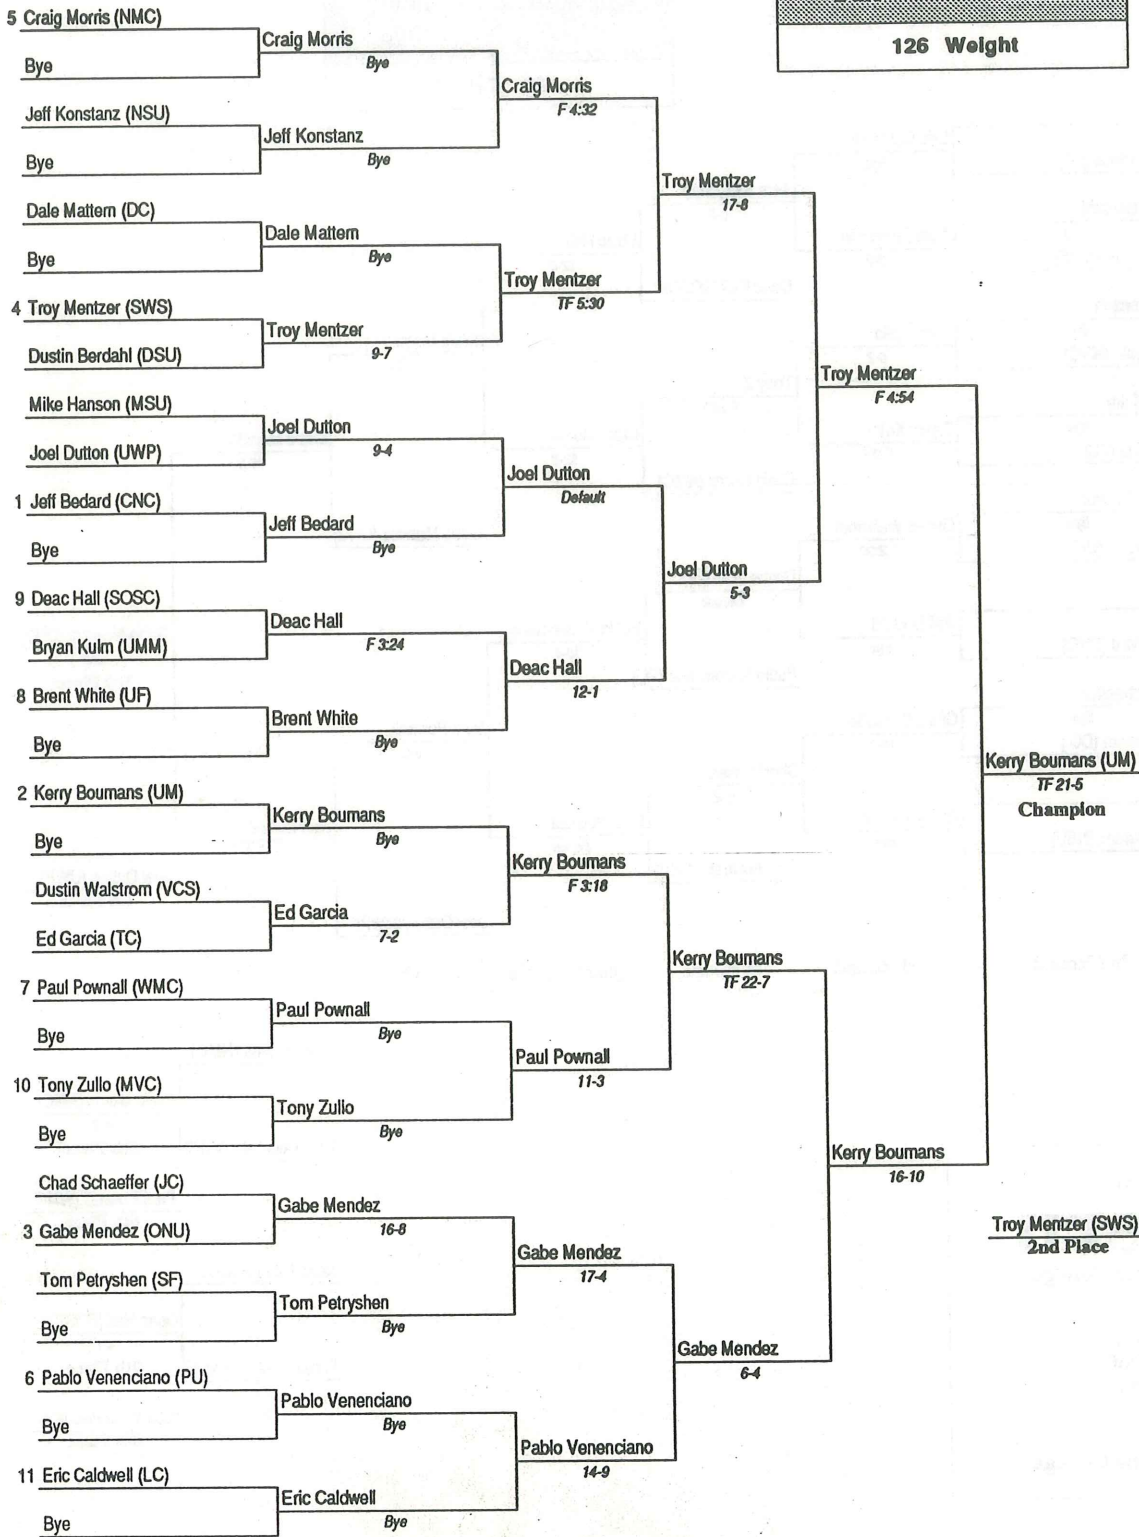 126 Weight
5 Craig Morris (NMC)
Bye
Jeff Konstanz (NSU)
Bye
Dale Mattern (DC)
Bye
4 Troy Mentzer (SWS)
Dustin Berdahl (DSU)
Mike Hanson (MSU)
Joel Dutton (UWP)
1 Jeff Bedard (CNC)
Bye
9 Deac Hall (SOSC)
Bryan Kulm (UMM)
8 Brent White (UF)
Bye
2 Kerry Boumans (UM)
Bye
Dustin Walstrom (VCS)
Ed Garcia (TC)
7 Paul Pownall (WMC)
Bye
10 Tony Zullo (MVC)
Bye
Chad Schaeffer (JC)
3 Gabe Mendez (ONU)
Tom Petryshen (SF)
Bye
6 Pablo Venenciano (PU)
Bye
11 Eric Caldwell (LC)
Bye
Craig Morris
Bye
Jeff Konstanz
Bye
Dale Mattern
Bye
Troy Mentzer
9-7
Joel Dutton
9-4
Jeff Bedard
Bye
Deac Hall
F 3:24
Brent White
Bye
Kerry Boumans
Bye
Ed Garcia
7-2
Paul Pownall
Bye
Tony Zullo
Bye
Gabe Mendez
16-8
Tom Petryshen
Bye
Pablo Venenciano
Bye
Eric Caldwell
Bye
Craig Morris
F 4:32
Troy Mentzer
TF 5:30
Joel Dutton
Default
Deac Hall
12-1
Kerry Boumans
F 3:18
Paul Pownall
11-3
Gabe Mendez
17-4
Pablo Venenciano
14-9
Troy Mentzer
17-8
Joel Dutton
5-3
Kerry Boumans
TF 22-7
Gabe Mendez
6-4
Troy Mentzer
F 4:54
Kerry Boumans
16-10
Kerry Boumans (UM)
TF 21-5
Champion
Troy Mentzer (SWS)
2nd Place